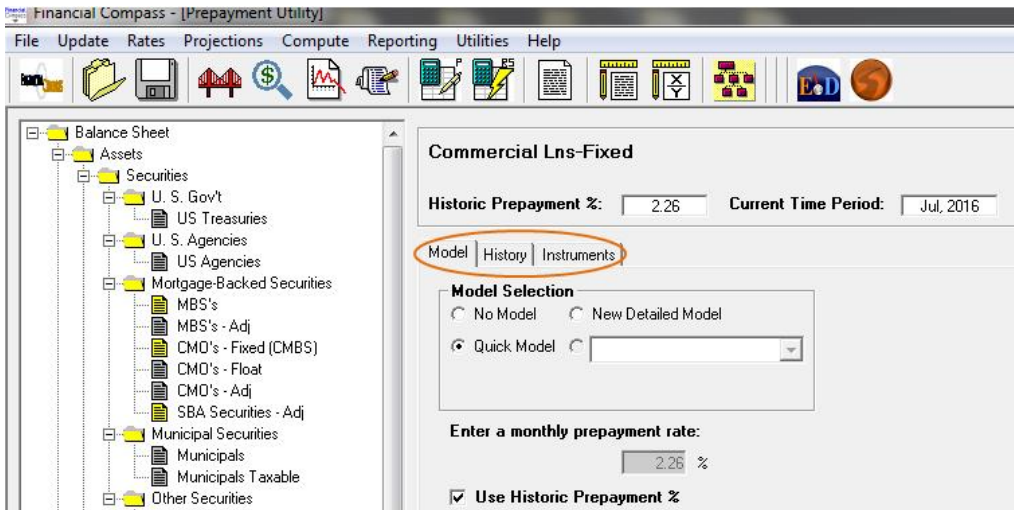 Financial Compass - [Prepayment Utility]
File Update Rates Projections Compute Reporting Utilities Help
P RS
X
Y
E&D
Balance Sheet
Assets
Securities
U. S. Gov't
US Treasuries
U. S. Agencies
US Agencies
Mortgage-Backed Securities
MBS's
MBS's - Adj
CMO's - Fixed (CMBS)
CMO's - Float
CMO's - Adj
SBA Securities - Adj
Municipal Securities
Municipals
Municipals Taxable
Other Securities
Commercial Lns-Fixed
Historic Prepayment %: 2.26 Current Time Period: Jul, 2016
Model History Instruments
Model Selection
No Model New Detailed Model
Quick Model
Enter a monthly prepayment rate:
2.26 %
Use Historic Prepayment %